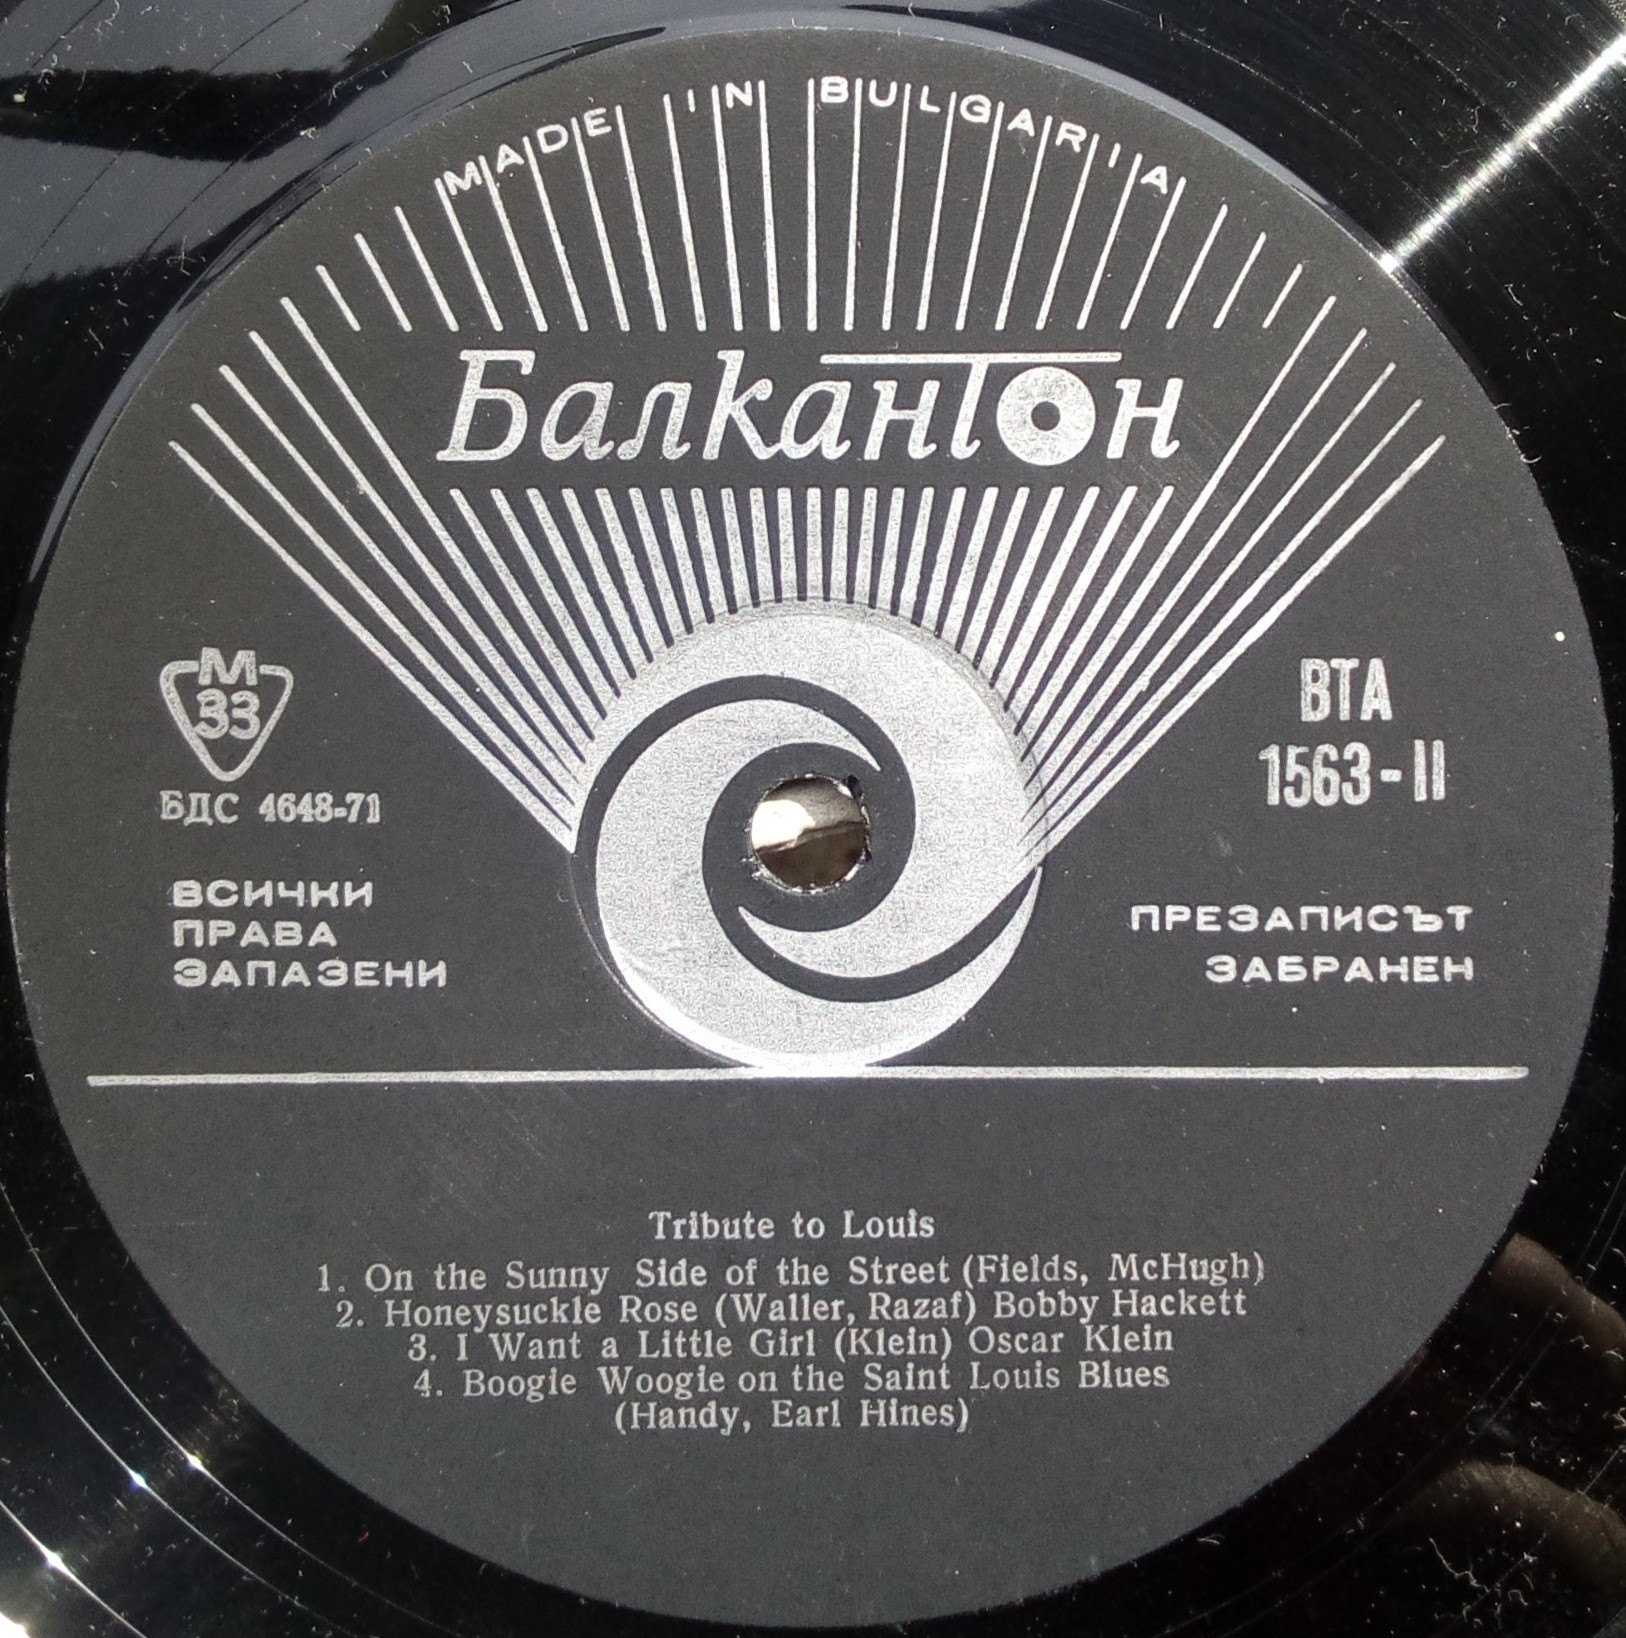 MADE IN BULGARIA
Балкантон
М
33
БДС 4648-71
ВТА
1563-II
ВСИЧКИ
ПРАВА
ЗАПАЗЕНИ
ПРЕЗАПИСЪТ
ЗАБРАНЕН
Tribute to Louis
1. On the Sunny Side of the Street (Fields, McHugh)
2. Honeysuckle Rose (Waller, Razaf) Bobby Hackett
3. I Want a Little Girl (Klein) Oscar Klein
4. Boogie Woogie on the Saint Louis Blues
(Handy, Earl Hines)